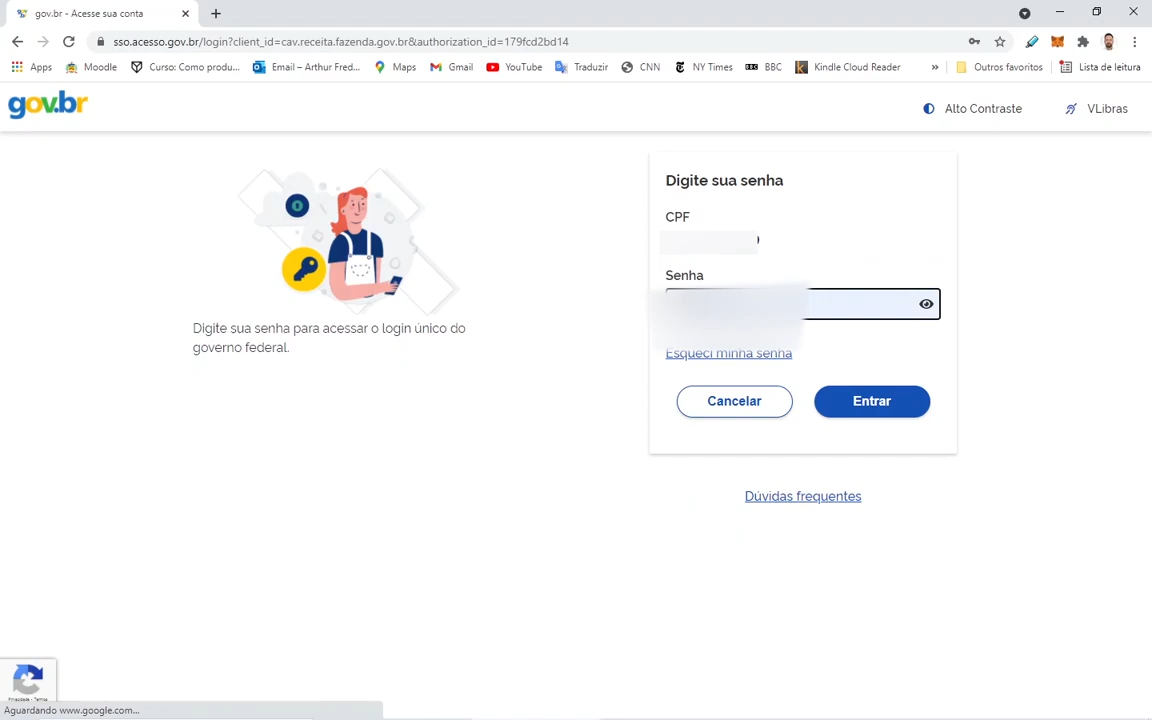 gov.br - Acesse sua conta
sso.acesso.gov.br/login?client_id=cav.receita.fazenda.gov.br&authorization_id=179fcd2bd14
Apps Moodle Curso: Como produ... Email – Arthur Fred... Maps Gmail YouTube Traduzir CNN NY Times BBC Kindle Cloud Reader » Outros favoritos Lista de leitura
gov.br
Alto Contraste VLibras
Digite sua senha
CPF
Senha
Digite sua senha para acessar o login único do
governo federal.
Esqueci minha senha
Cancelar Entrar
Dúvidas frequentes
Privacidade - Termos
Aguardando www.google.com...